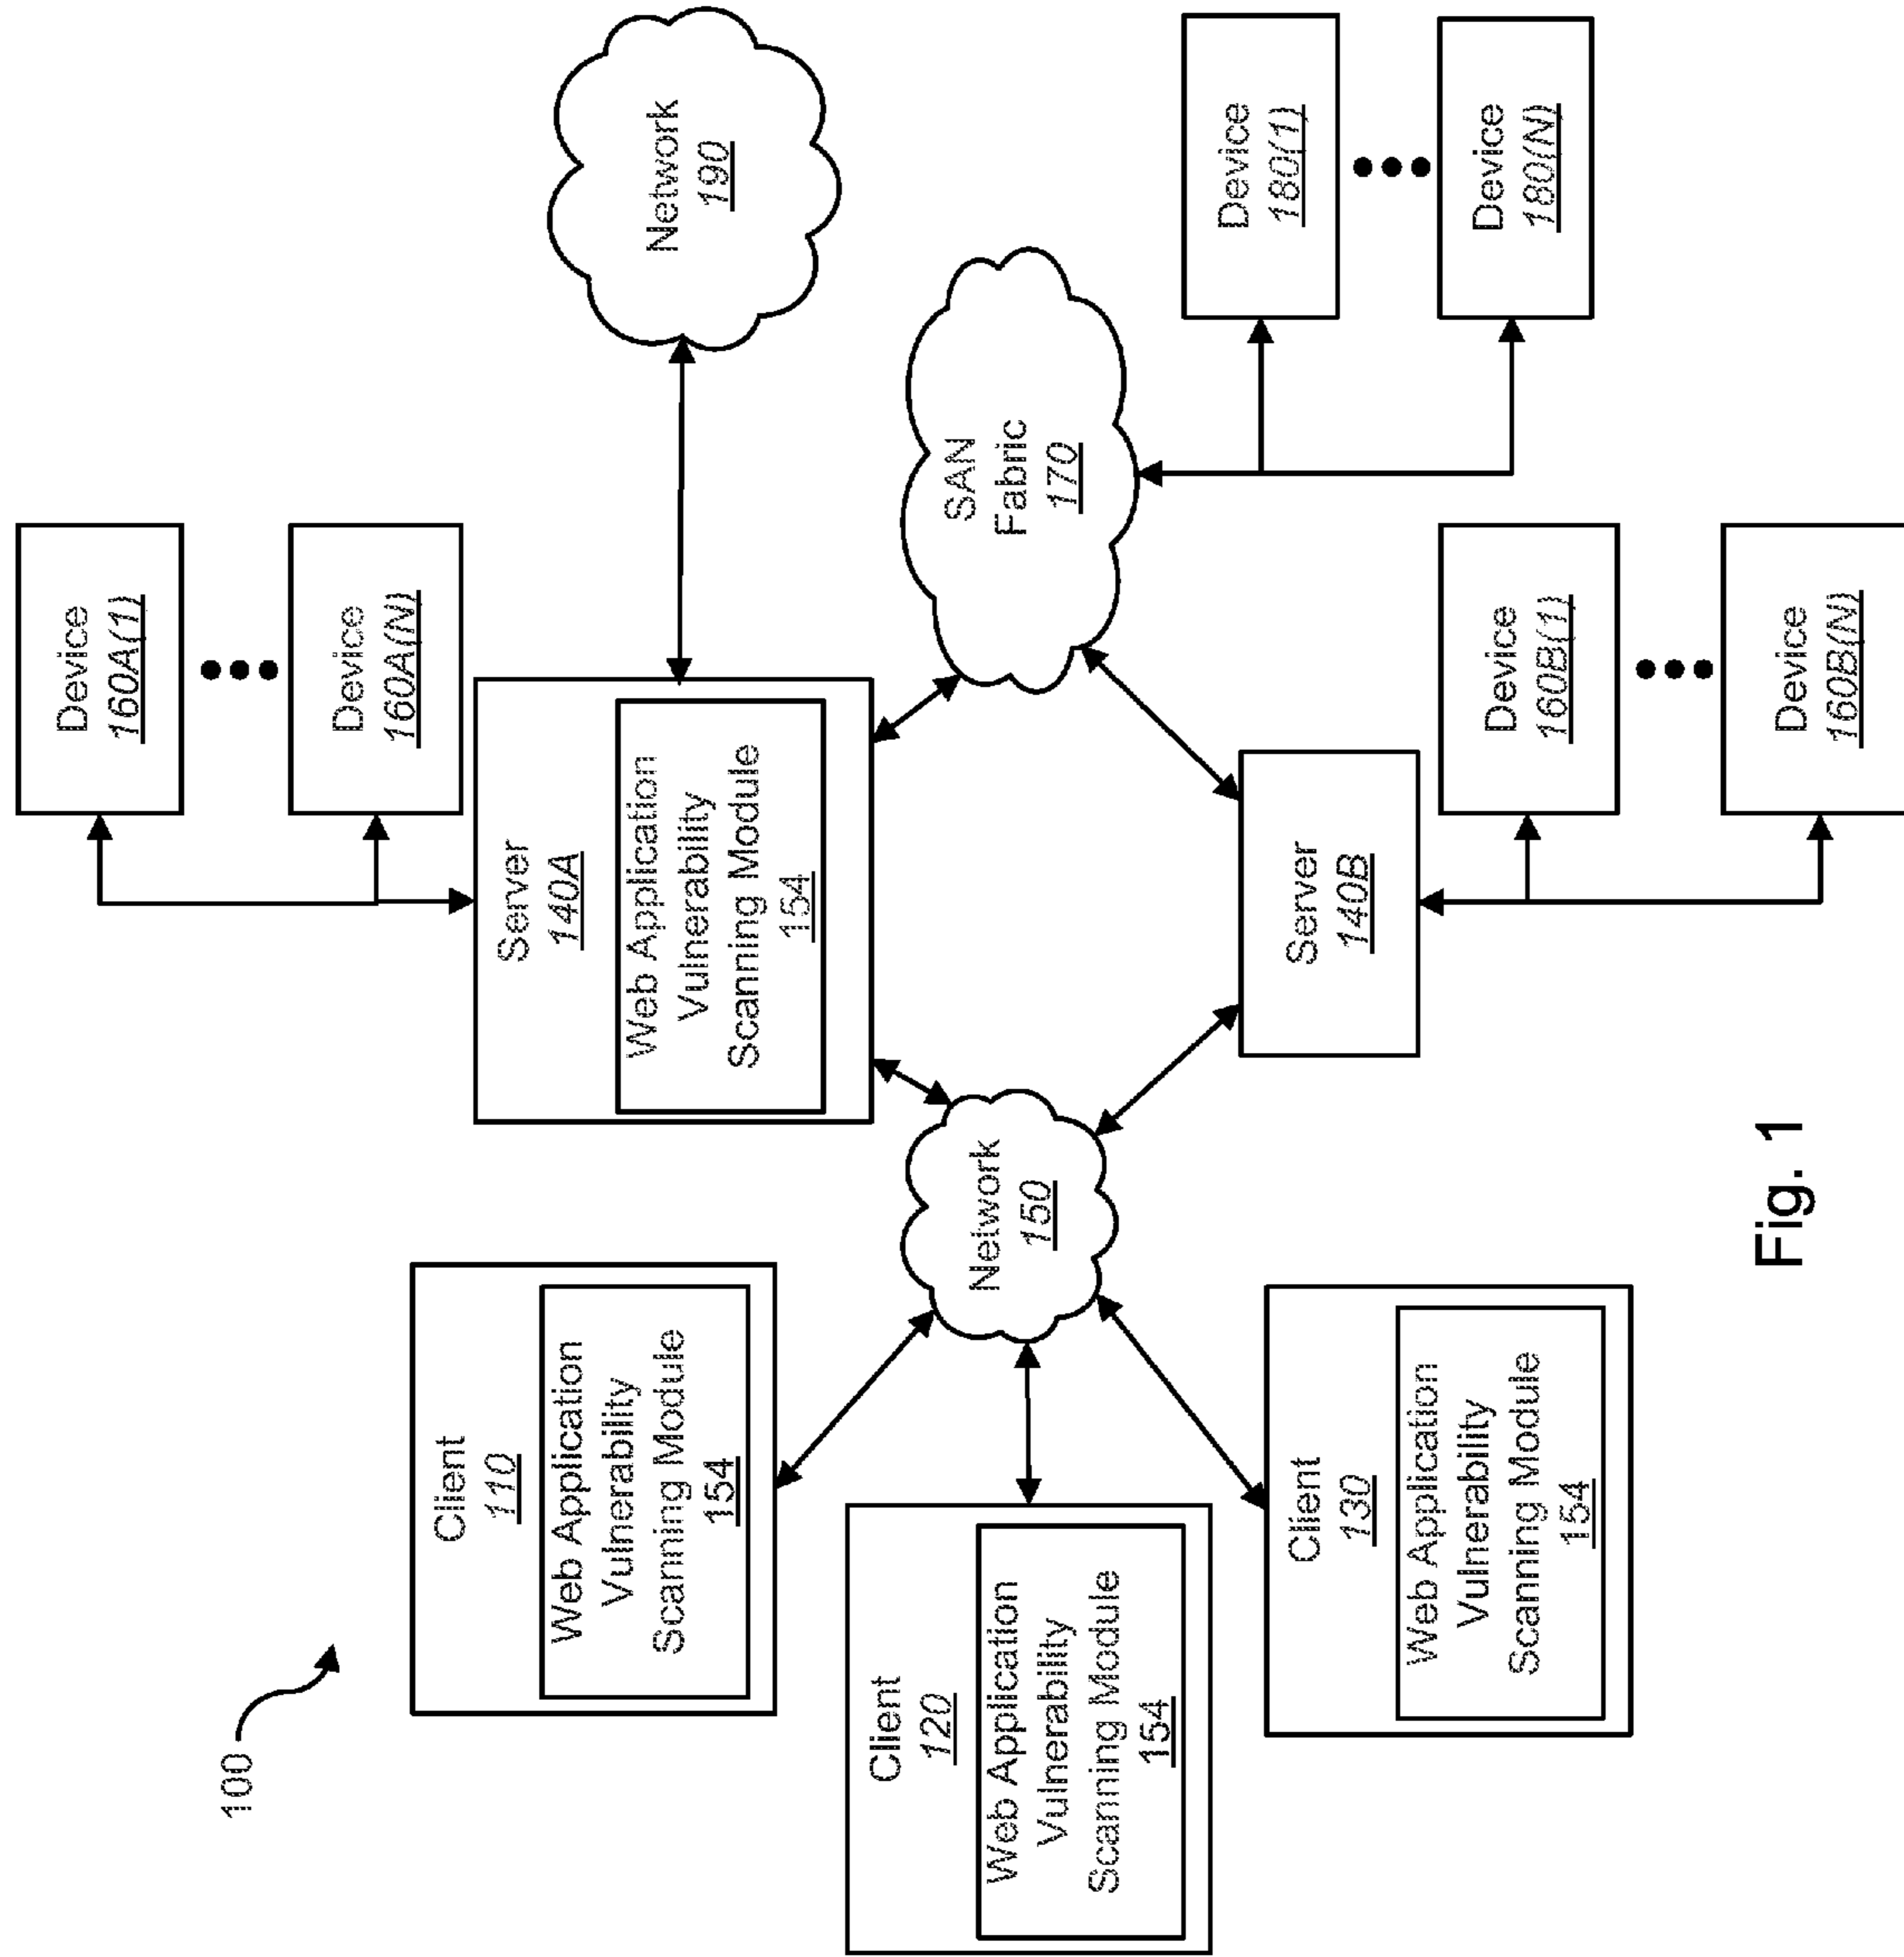 100
Client
110
Web Application
Vulnerability
Scanning Module
154
Client
120
Web Application
Vulnerability
Scanning Module
154
Client
130
Web Application
Vulnerability
Scanning Module
154
Network
150
Server
140A
Web Application
Vulnerability
Scanning Module
154
Server
140B
Device
160A(1)
Device
160A(N)
Network
190
SAN
Fabric
170
Device
180(1)
Device
180(N)
Device
160B(1)
Device
160B(N)
Fig. 1